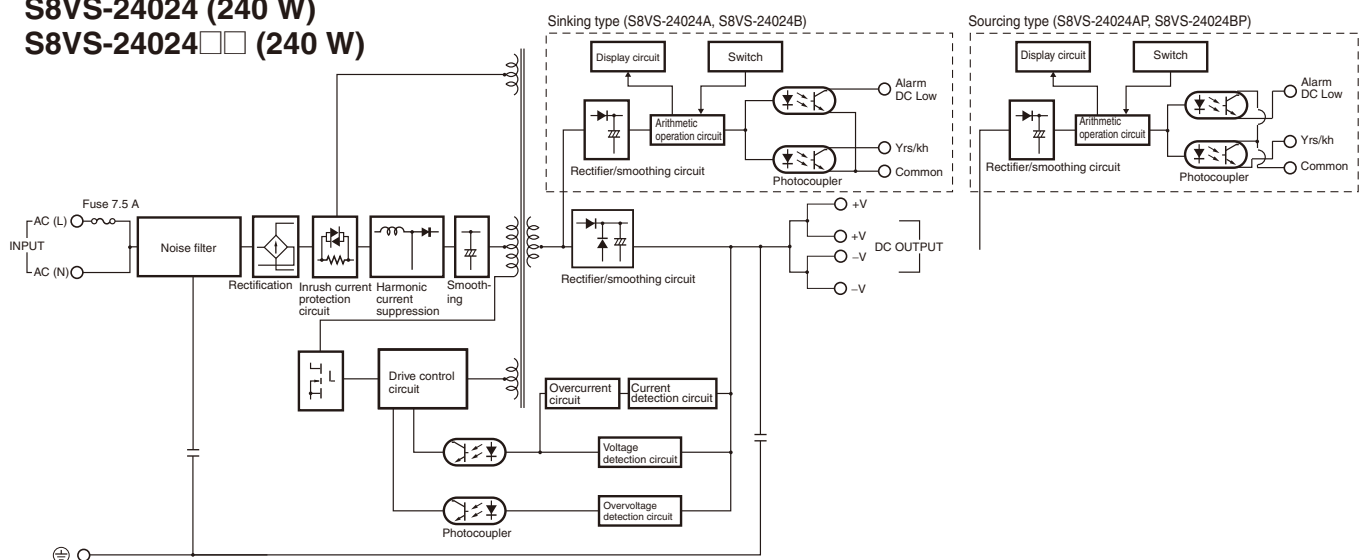 S8VS-24024 (240 W)
S8VS-24024□□ (240 W)
Sinking type (S8VS-24024A, S8VS-24024B)
Display circuit
Switch
Alarm
DC Low
Arithmetic
operation circuit
Yrs/kh
Rectifier/smoothing circuit
Common
Photocoupler
Sourcing type (S8VS-24024AP, S8VS-24024BP)
Display circuit
Switch
Alarm
DC Low
Arithmetic
operation circuit
Yrs/kh
Rectifier/smoothing circuit
Common
Photocoupler
Fuse 7.5 A
AC (L)
INPUT
AC (N)
Noise filter
Rectification
Inrush current
protection
circuit
Harmonic
current
suppression
Smooth-
ing
Rectifier/smoothing circuit
+V
+V
DC OUTPUT
−V
−V
Drive control
circuit
Overcurrent
circuit
Current
detection circuit
Voltage
detection circuit
Overvoltage
detection circuit
Photocoupler